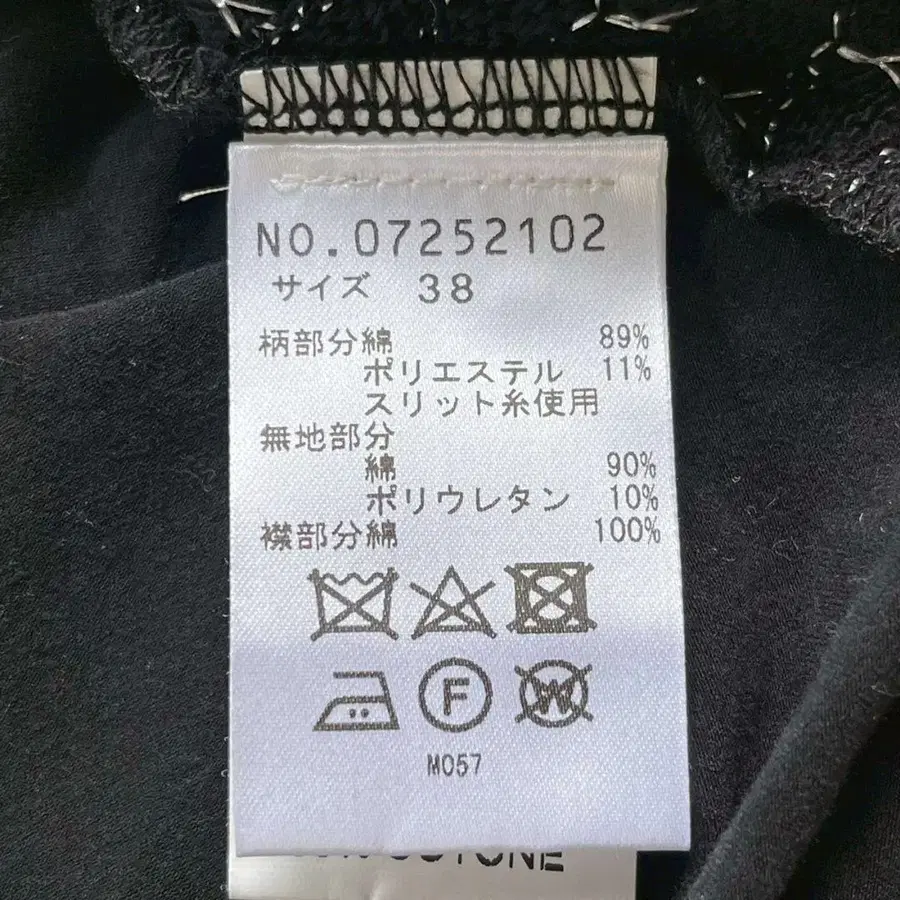 NO.07252102
サイズ 38
柄部分綿 89%
ポリエステル 11%
スリット糸使用
無地部分
綿 90%
ポリウレタン 10%
襟部分綿 100%
F
W
M057